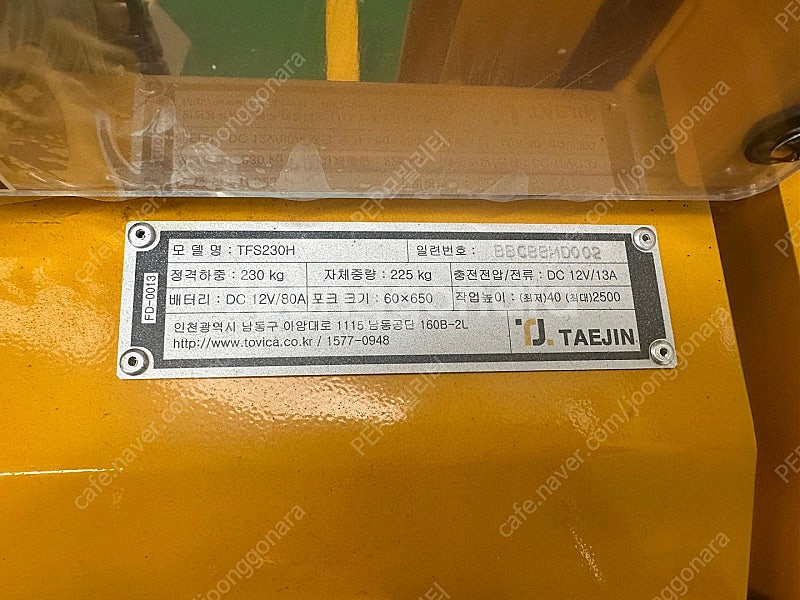 모 델 명 : TFS230H 일련번호 :
정격하중 : 230 kg 자체중량 : 225 kg 충전전압/전류 : DC 12V/13A
배터리 : DC 12V/80A 포크 크기 : 60×650 작업높이 : (최저)40 (최대)2500
인천광역시 남동구 아암대로 1115 남동공단 160B-2L
http://www.tovica.co.kr / 1577-0948
TJ. TAEJIN
FD-0013
cafe.naver.com/joonggonara